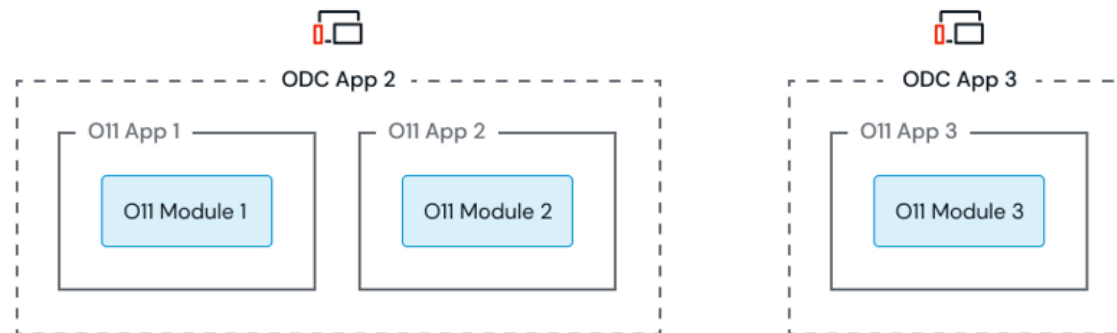 ODC App 2
ODC App 3
O11 App 1
O11 App 2
O11 App 3
O11 Module 1
O11 Module 2
O11 Module 3